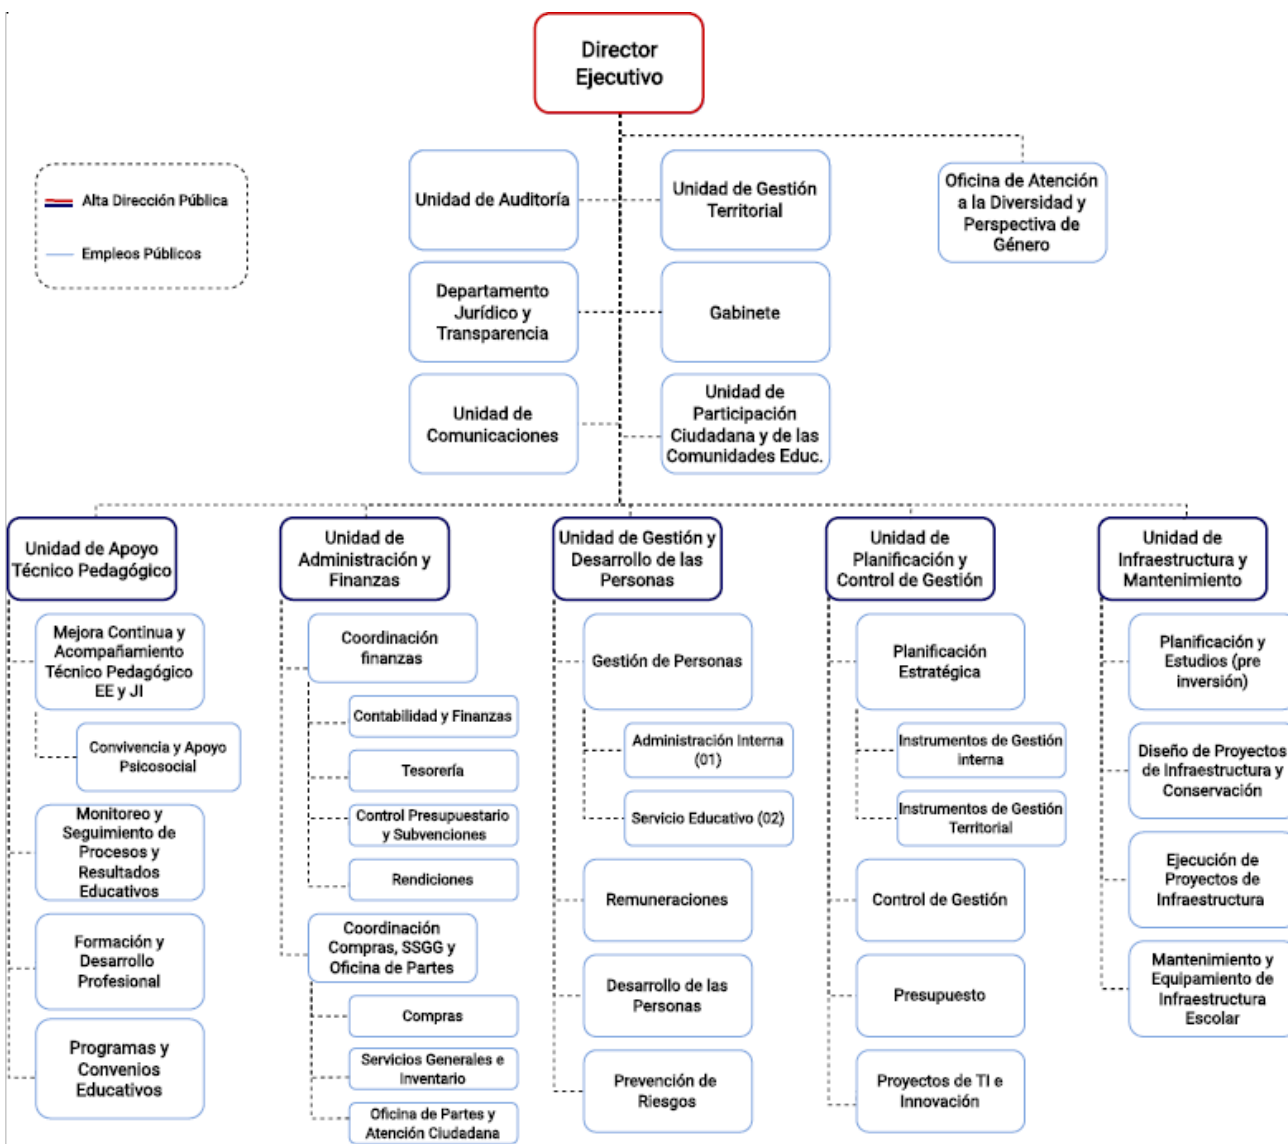 Director
Ejecutivo
Alta Dirección Pública
Empleos Públicos
Unidad de Auditoría
Unidad de Gestión
Territorial
Oficina de Atención
a la Diversidad y
Perspectiva de
Género
Departamento
Jurídico y
Transparencia
Gabinete
Unidad de
Comunicaciones
Unidad de
Participación
Ciudadana y de las
Comunidades Educ.
Unidad de Apoyo
Técnico Pedagógico
Mejora Continua y
Acompañamiento
Técnico Pedagógico
EE y JI
Convivencia y Apoyo
Psicosocial
Monitoreo y
Seguimiento de
Procesos y
Resultados
Educativos
Formación y
Desarrollo
Profesional
Programas y
Convenios
Educativos
Unidad de
Administración y
Finanzas
Coordinación
finanzas
Contabilidad y Finanzas
Tesorería
Control Presupuestario
y Subvenciones
Rendiciones
Coordinación
Compras, SSGG y
Oficina de Partes
Compras
Servicios Generales e
Inventario
Oficina de Partes y
Atención Ciudadana
Unidad de Gestión y
Desarrollo de las
Personas
Gestión de Personas
Administración Interna
(01)
Servicio Educativo (02)
Remuneraciones
Desarrollo de las
Personas
Prevención de
Riesgos
Unidad de
Planificación y
Control de Gestión
Planificación
Estratégica
Instrumentos de Gestión
interna
Instrumentos de Gestión
Territorial
Control de Gestión
Presupuesto
Proyectos de TI e
Innovación
Unidad de
Infraestructura y
Mantenimiento
Planificación y
Estudios (pre
inversión)
Diseño de Proyectos
de Infraestructura y
Conservación
Ejecución de
Proyectos de
Infraestructura
Mantenimiento y
Equipamiento de
Infraestructura
Escolar